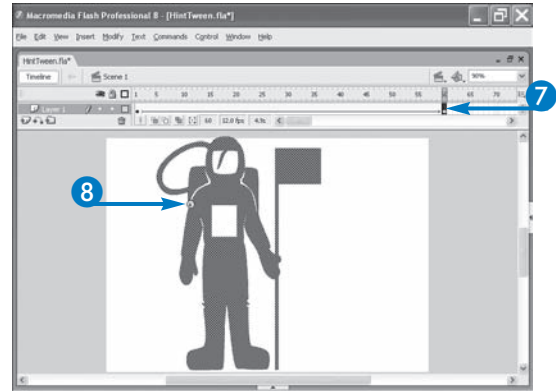 Macromedia Flash Professional 8 - [HintTween.fla*]
File Edit View Insert Modify Text Commands Control Window Help
HintTween.fla*
Timeline Scene 1 90%
1 5 10 15 20 25 30 35 40 45 50 55 65 70
Layer 1
60 12.0 fps 4.9s
7
8